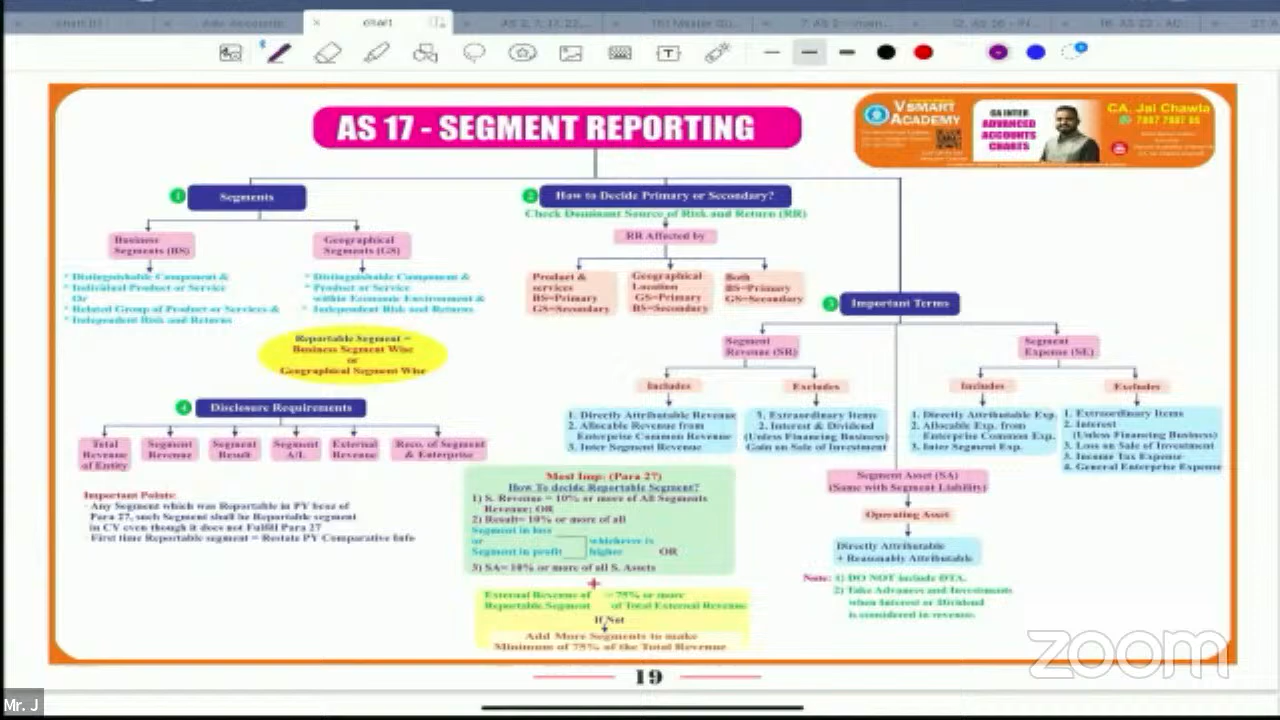 chart
AS 17 - SEGMENT REPORTING
VSMART
ACADEMY
CA INTER
ADVANCED
ACCOUNTS
CHARTS
CA. Jai Chawla
1
Segments
Business
Segments (BS)
Geographical
Segments (GS)
* Distinguishable Component &
* Individual Product or Service
Or
* Related Group of Product or Services &
* Independent Risk and Returns
* Distinguishable Component &
* Product or Service
within Economic Environment &
* Independent Risk and Returns
Reportable Segment =
Business Segment Wise
or
Geographical Segment Wise
2
How to Decide Primary or Secondary?
Check Dominant Source of Risk and Return (RR)
RR Affected by
Product &
services
BS=Primary
GS=Secondary
Geographical
Location
GS=Primary
BS=Secondary
Both
BS=Primary
GS=Secondary
3
Important Terms
Segment
Revenue (SR)
Includes
1. Directly Attributable Revenue
2. Allocable Revenue from
Enterprise Common Revenue
3. Inter Segment Revenue
Excludes
1. Extraordinary Items
2. Interest & Dividend
(Unless Financing Business)
Gain on Sale of Investment
Segment
Expense (SE)
Includes
1. Directly Attributable Exp.
2. Allocable Exp. from
Enterprise Common Exp.
3. Inter Segment Exp.
Excludes
1. Extraordinary Items
2. Interest
(Unless Financing Business)
3. Loss on Sale of Investment
3. Income Tax Expense
4. General Enterprise Expense
Segment Asset (SA)
(Same with Segment Liability)
Operating Asset
Directly Attributable
+ Reasonably Attributable
Note: 1) DO NOT include DTA.
2) Take Advances and Investments
when Interest or Dividend
is considered in revenue.
4
Disclosure Requirements
Total
Revenue
of Entity
Segment
Revenue
Segment
Result
Segment
A/L
External
Revenue
Reco. of Segment
& Enterprise
Important Points:
· Any Segment which was Reportable in PY becoz of
Para 27, such Segment shall be Reportable segment
in CY even though it does not Fulfill Para 27
· First time Reportable segment = Restate PY Comparative Info
Most Imp: (Para 27)
How To decide Reportable Segment?
1) S. Revenue = 10% or more of All Segments
Revenue; OR
2) Result= 10% or more of all
Segment in loss
or
Segment in profit
whichever is
higher
OR
3) SA= 10% or more of all S. Assets
+
External Revenue of
Reportable Segment
= 75% or more
of Total External Revenue
If Not
Add More Segments to make
Minimum of 75% of the Total Revenue
19
zoom
Mr. J